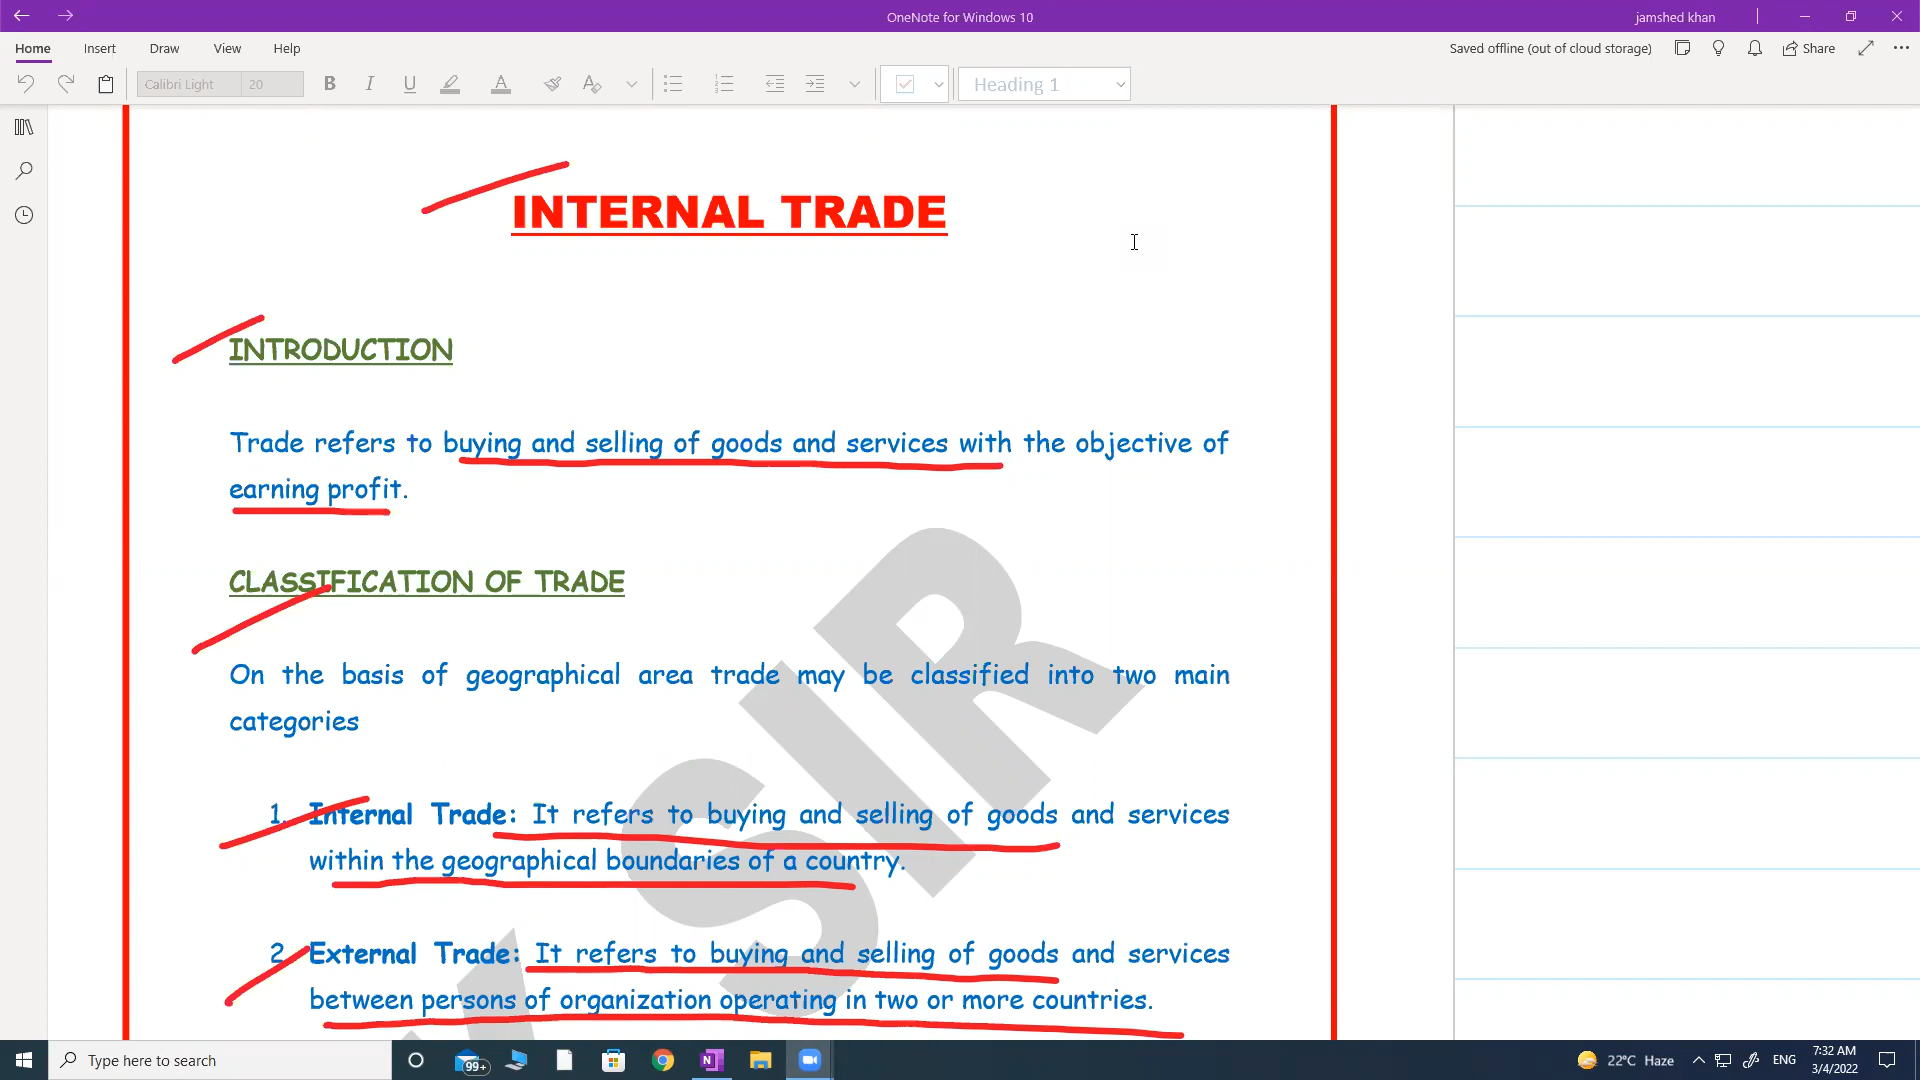 OneNote for Windows 10
jamshed khan
Home Insert Draw View Help
Saved offline (out of cloud storage)
Share
Calibri Light 20
B I U A A
Heading 1
INTERNAL TRADE
INTRODUCTION
Trade refers to buying and selling of goods and services with the objective of
earning profit.
CLASSIFICATION OF TRADE
On the basis of geographical area trade may be classified into two main
categories
1. Internal Trade: It refers to buying and selling of goods and services
within the geographical boundaries of a country.
2. External Trade: It refers to buying and selling of goods and services
between persons of organization operating in two or more countries.
SIR
Type here to search
99+
N
22°C Haze
ENG
7:32 AM
3/4/2022